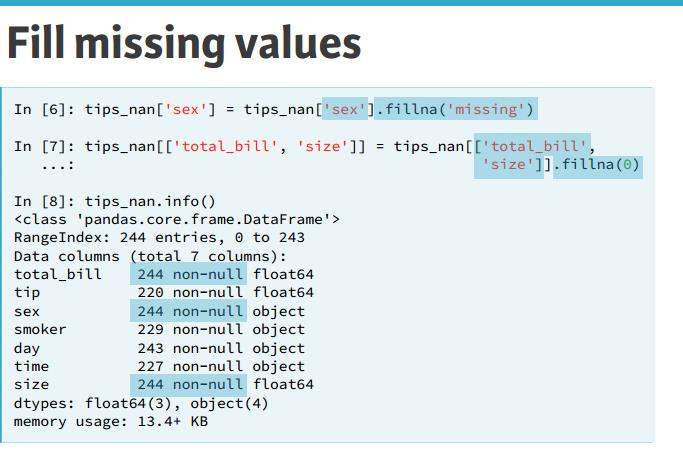 Fill missing values
In [6]: tips_nan['sex'] = tips_nan['sex'].fillna('missing')
In [7]: tips_nan[['total_bill', 'size']] = tips_nan[['total_bill',
...: 'size']].fillna(0)
In [8]: tips_nan.info()
<class 'pandas.core.frame.DataFrame'>
RangeIndex: 244 entries, 0 to 243
Data columns (total 7 columns):
total_bill 244 non-null float64
tip 220 non-null float64
sex 244 non-null object
smoker 229 non-null object
day 243 non-null object
time 227 non-null object
size 244 non-null float64
dtypes: float64(3), object(4)
memory usage: 13.4+ KB